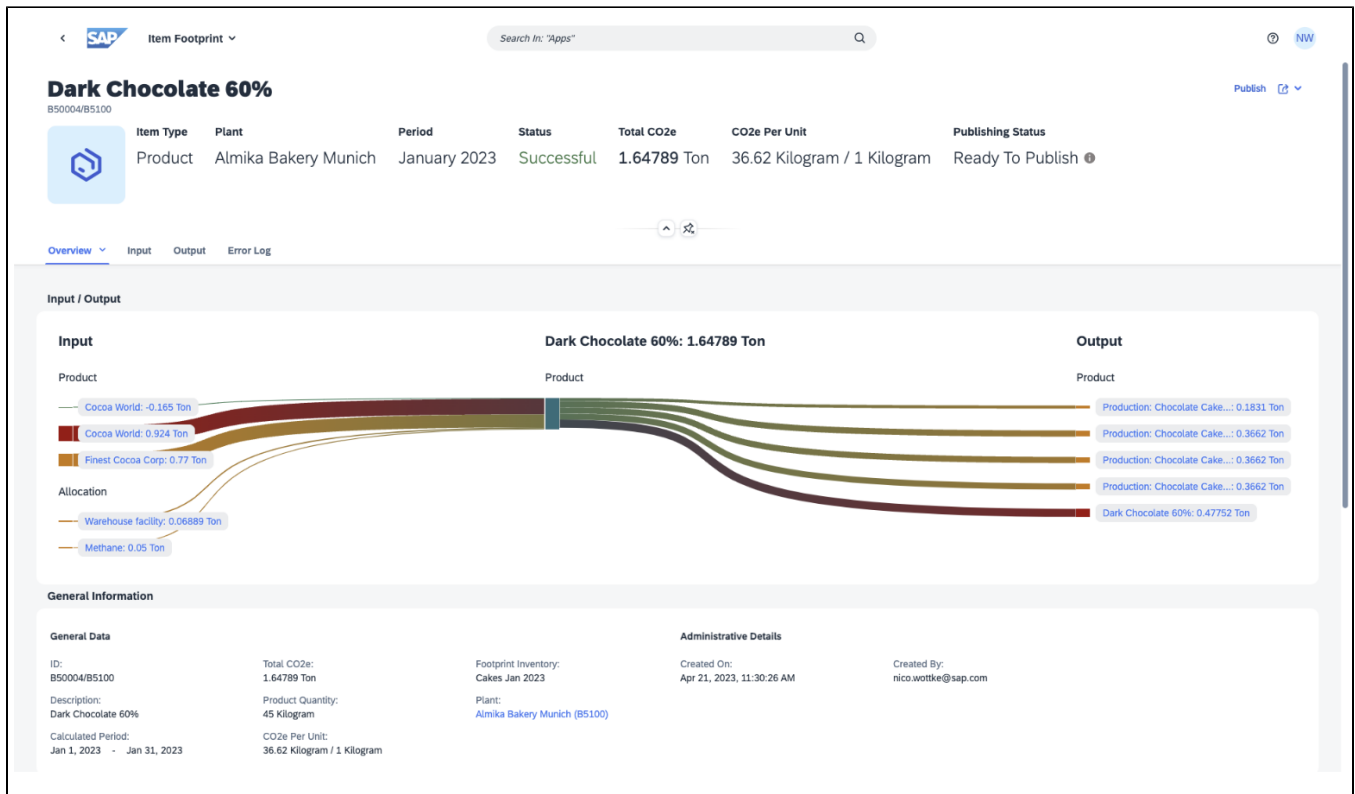 SAP Item Footprint
Search In: "Apps"
NW
Dark Chocolate 60%
Publish
B50004/B5100
Item Type Plant Period Status Total CO2e CO2e Per Unit Publishing Status
Product Almika Bakery Munich January 2023 Successful 1.64789 Ton 36.62 Kilogram / 1 Kilogram Ready To Publish
Overview Input Output Error Log
Input / Output
Input Dark Chocolate 60%: 1.64789 Ton Output
Product Product Product
Cocoa World: -0.165 Ton
Production: Chocolate Cake...: 0.1831 Ton
Cocoa World: 0.924 Ton
Production: Chocolate Cake...: 0.3662 Ton
Finest Cocoa Corp: 0.77 Ton
Production: Chocolate Cake...: 0.3662 Ton
Allocation
Production: Chocolate Cake...: 0.3662 Ton
Warehouse facility: 0.06889 Ton
Dark Chocolate 60%: 0.47752 Ton
Methane: 0.05 Ton
General Information
General Data Administrative Details
ID: Total CO2e: Footprint Inventory: Created On: Created By:
B50004/B5100 1.64789 Ton Cakes Jan 2023 Apr 21, 2023, 11:30:26 AM nico.wottke@sap.com
Description: Product Quantity: Plant:
Dark Chocolate 60% 45 Kilogram Almika Bakery Munich (B5100)
Calculated Period: CO2e Per Unit:
Jan 1, 2023 - Jan 31, 2023 36.62 Kilogram / 1 Kilogram